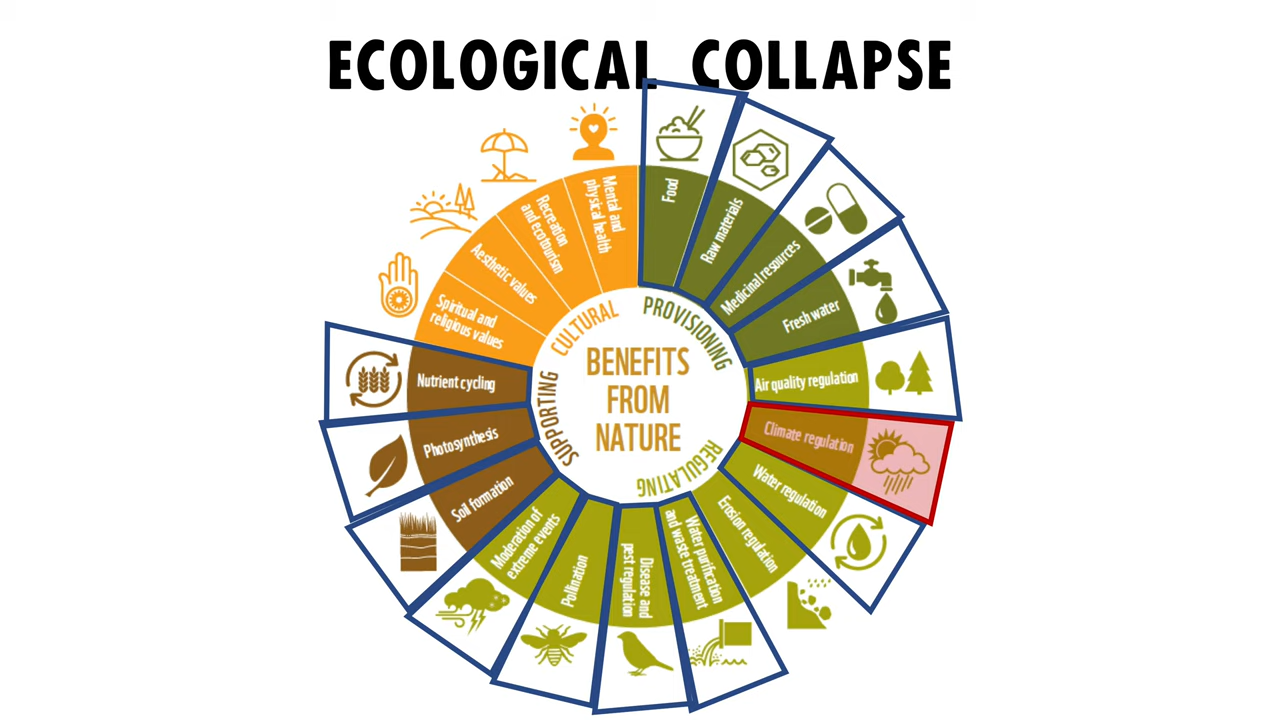 ECOLOGICAL COLLAPSE
Food
Raw materials
Medicinal resources
Fresh water
Air quality regulation
Climate regulation
Water regulation
Erosion regulation
Water purification
and waste treatment
Disease and
pest regulation
Pollination
Moderation of
extreme events
Soil formation
Photosynthesis
Nutrient cycling
Spiritual and
religious values
Aesthetic values
Recreation
and ecotourism
Mental and
physical health
PROVISIONING
REGULATING
SUPPORTING
CULTURAL
BENEFITS
FROM
NATURE